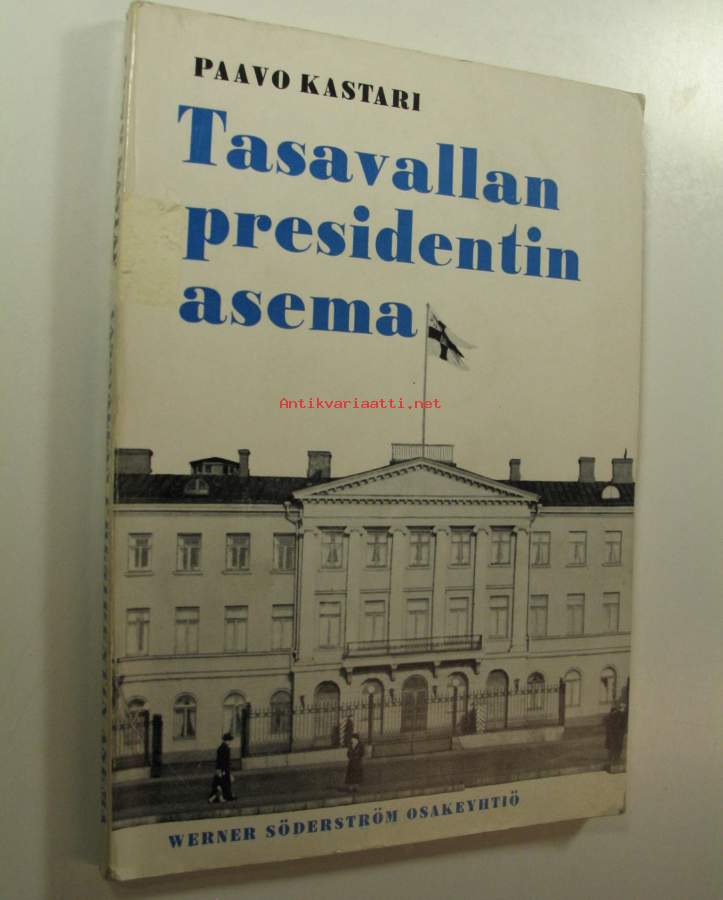 PAAVO KASTARI
Tasavallan
presidentin
asema
Antikvariaatti.net
WERNER SÖDERSTRÖM OSAKEYHTIÖ